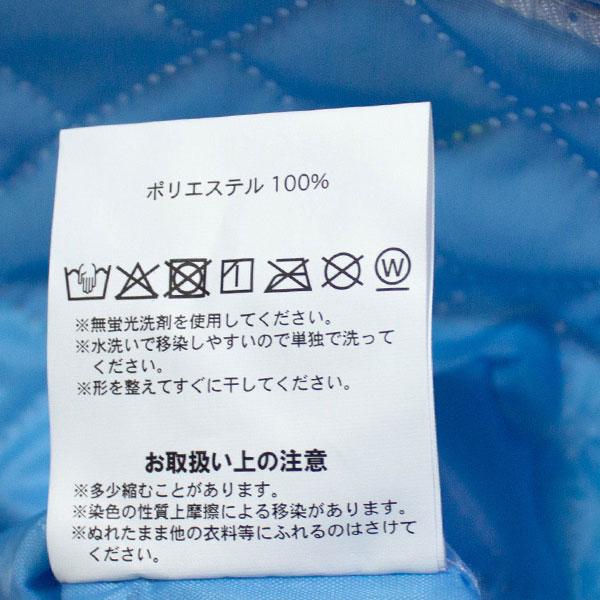 ポリエステル 100%
W
※無蛍光洗剤を使用してください。
※水洗いで移染しやすいので単独で洗って
ください。
※形を整えてすぐに干してください。
お取扱い上の注意
※多少縮むことがあります。
※染色の性質上摩擦による移染があります。
※ぬれたまま他の衣料等にふれるのはさけて
ください。